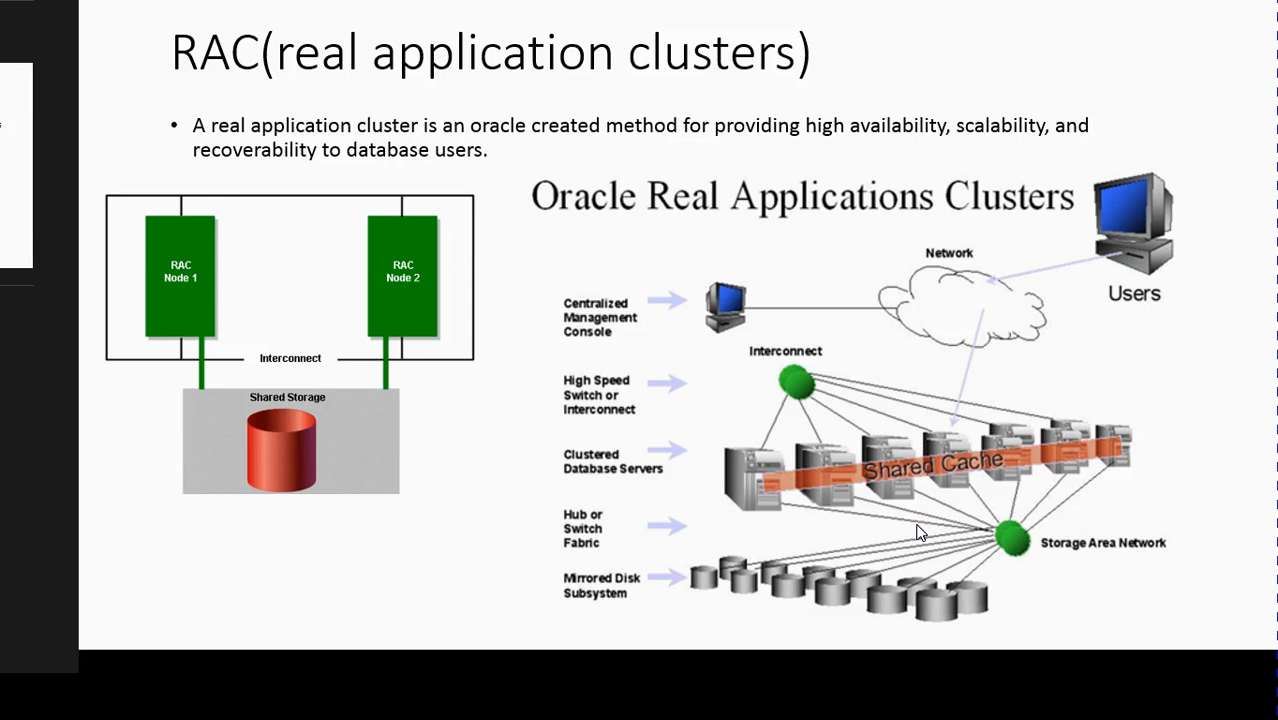 RAC(real application clusters)
• A real application cluster is an oracle created method for providing high availability, scalability, and
recoverability to database users.
RAC
Node 1
RAC
Node 2
Interconnect
Shared Storage
Oracle Real Applications Clusters
Network
Users
Centralized
Management
Console
Interconnect
High Speed
Switch or
Interconnect
Clustered
Database Servers
Shared Cache
Hub or
Switch
Fabric
Storage Area Network
Mirrored Disk
Subsystem